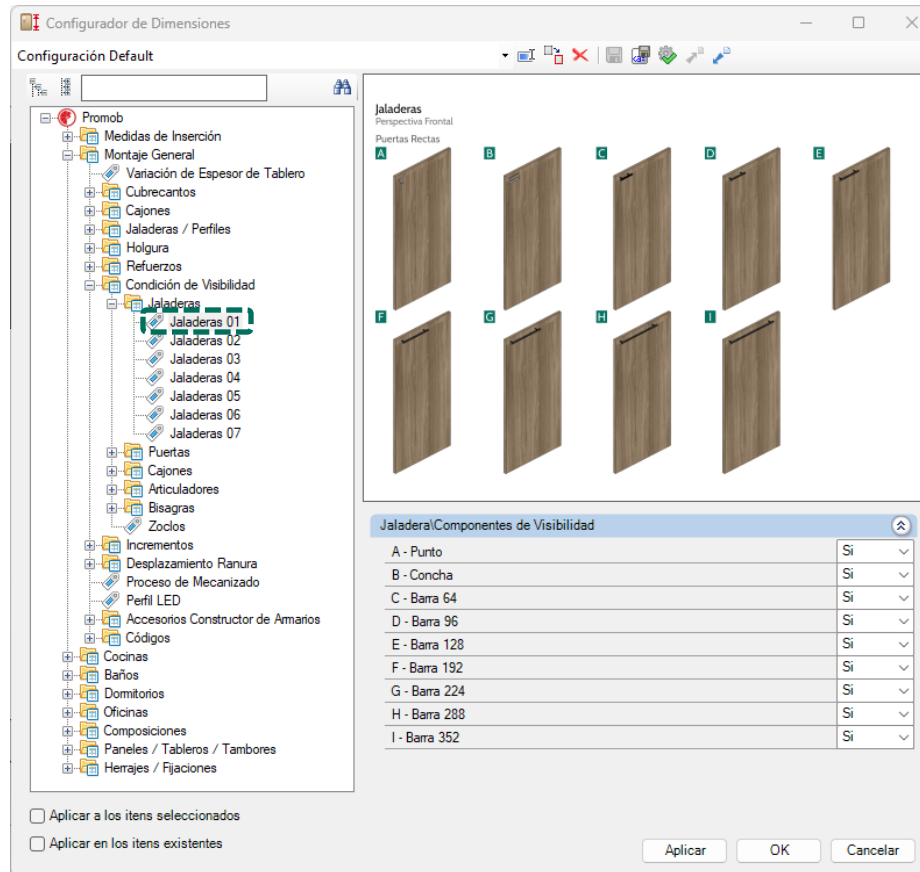 Configurador de Dimensiones
Configuración Default
Promob
Medidas de Inserción
Montaje General
Variación de Espesor de Tablero
Cubrecantos
Cajones
Jaladeras / Perfiles
Holgura
Refuerzos
Condición de Visibilidad
Jaladeras
Jaladeras 01
Jaladeras 02
Jaladeras 03
Jaladeras 04
Jaladeras 05
Jaladeras 06
Jaladeras 07
Puertas
Cajones
Articuladores
Bisagras
Zoclos
Incrementos
Desplazamiento Ranura
Proceso de Mecanizado
Perfil LED
Accesorios Constructor de Armarios
Códigos
Cocinas
Baños
Dormitorios
Oficinas
Composiciones
Paneles / Tableros / Tambores
Herrajes / Fijaciones
Jaladeras
Perspectiva Frontal
Puertas Rectas
A B C D E
F G H I
Jaladera\Componentes de Visibilidad
A - Punto Si
B - Concha Si
C - Barra 64 Si
D - Barra 96 Si
E - Barra 128 Si
F - Barra 192 Si
G - Barra 224 Si
H - Barra 288 Si
I - Barra 352 Si
Aplicar a los itens seleccionados
Aplicar en los itens existentes
Aplicar OK Cancelar